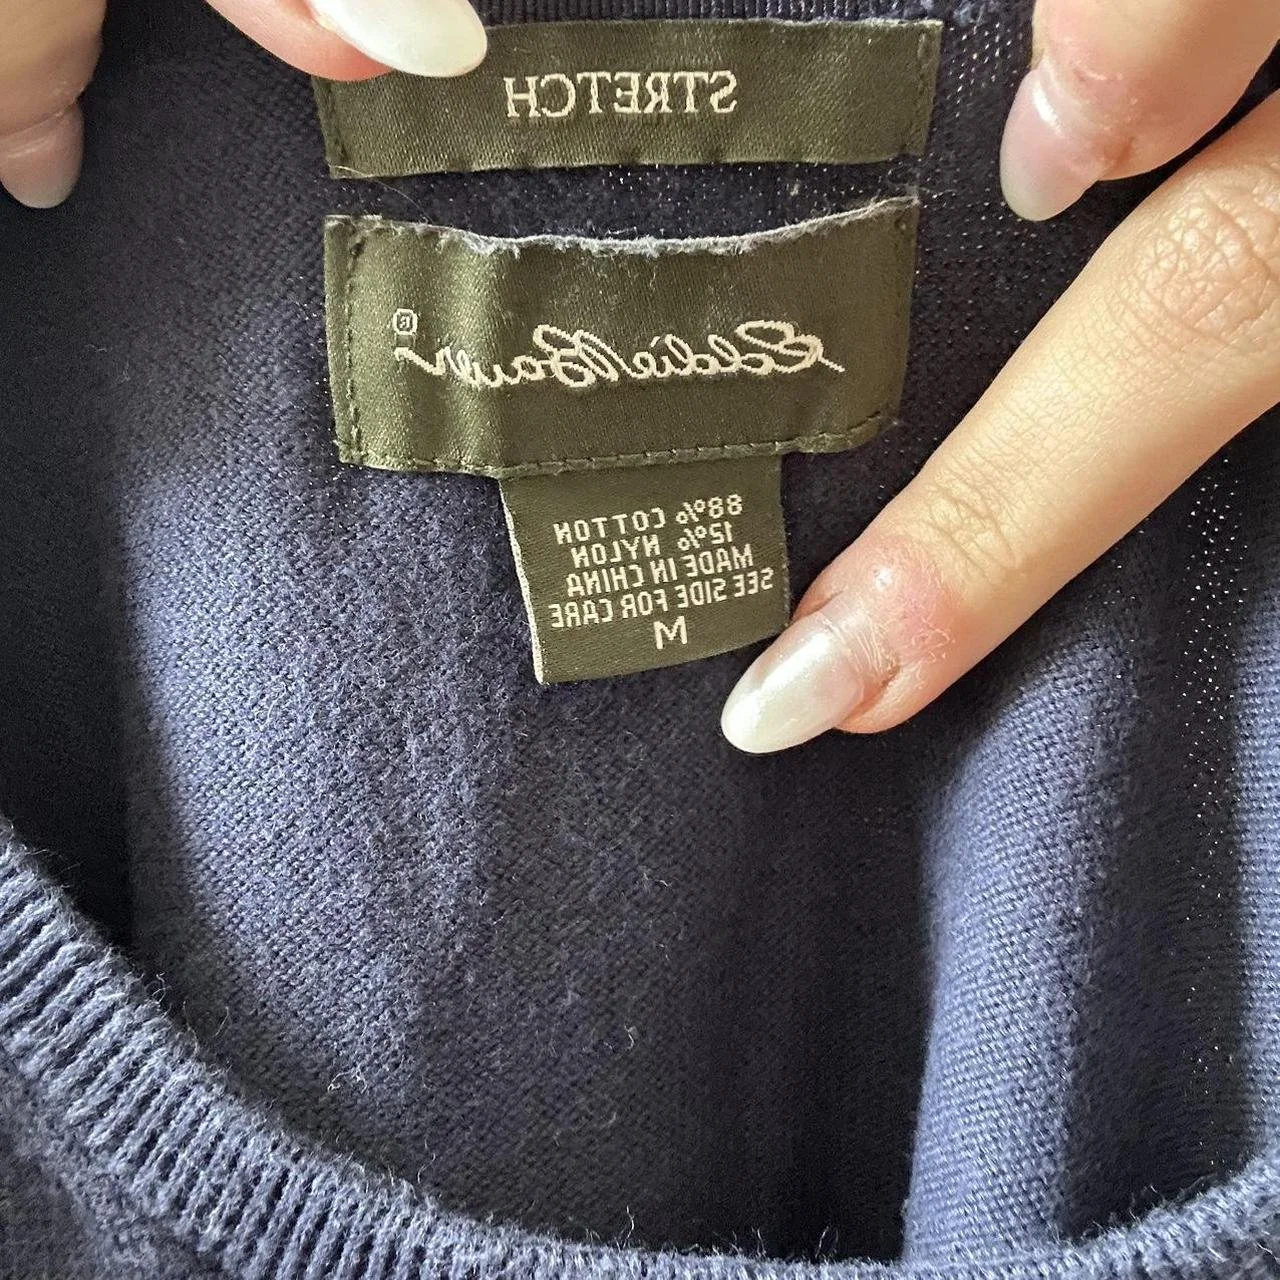 STRETCH
Eddie Bauer®
88% COTTON
12% NYLON
MADE IN CHINA
SEE SIDE FOR CARE
M